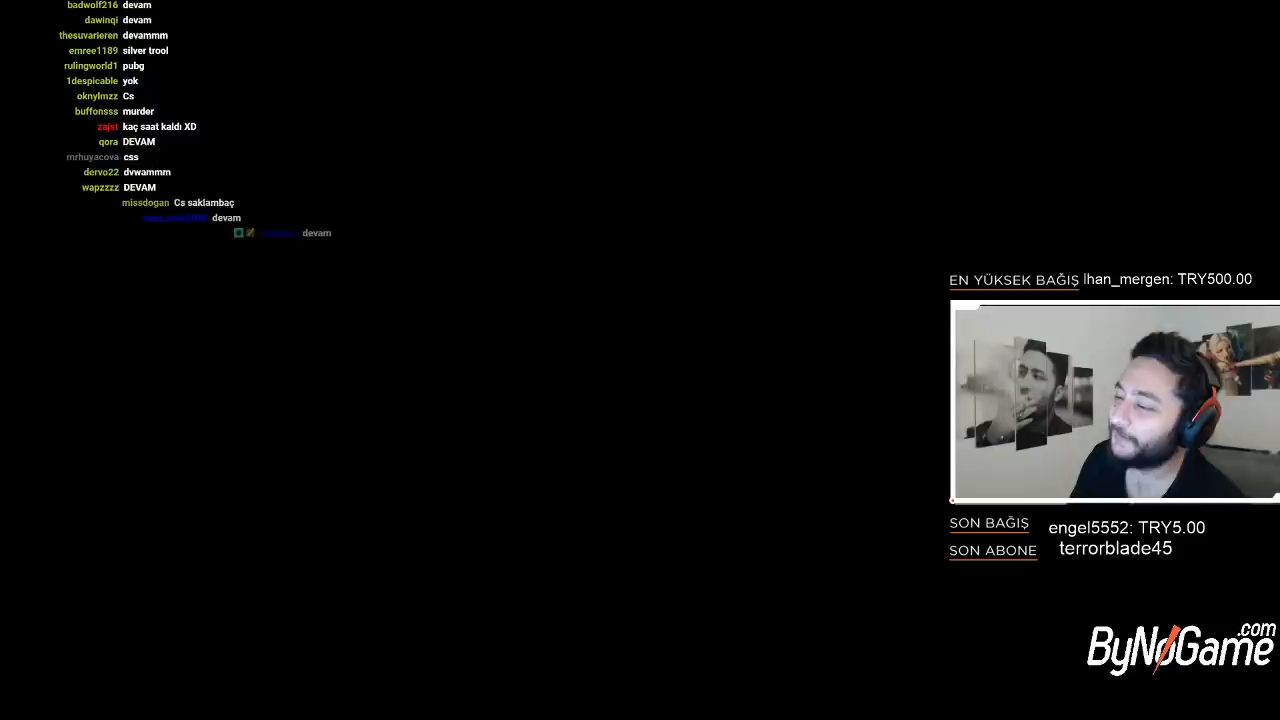 badwolf216 devam
dawinqi devam
thesuvarieren devammm
emree1189 silver trool
rulingworld1 pubg
1despicable yok
oknylmzz Cs
buffonsss murder
zajst kaç saat kaldı XD
qora DEVAM
mrhuyacova css
dervo22 dvwammm
wapzzzz DEVAM
missdogan Cs saklambaç
devam
devam
EN YÜKSEK BAĞIŞ lhan_mergen: TRY500.00
SON BAĞIŞ engel5552: TRY5.00
SON ABONE terrorblade45
ByNoGame.com